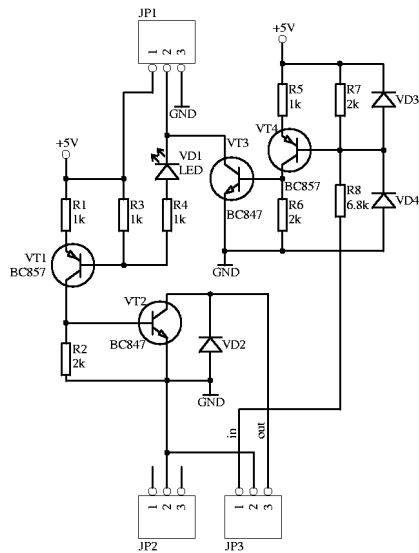 JP1
1 2 3
GND
+5V
R5
1k
R7
2k
VD3
VT4
VT3
+5V
VD1
LED
BC857
R8
6.8k
VD4
R1
1k
R3
1k
R4
1k
BC847
R6
2k
VT1
BC857
GND
VT2
BC847
VD2
R2
2k
GND
in
out
1 2 3
JP2
1 2 3
JP3